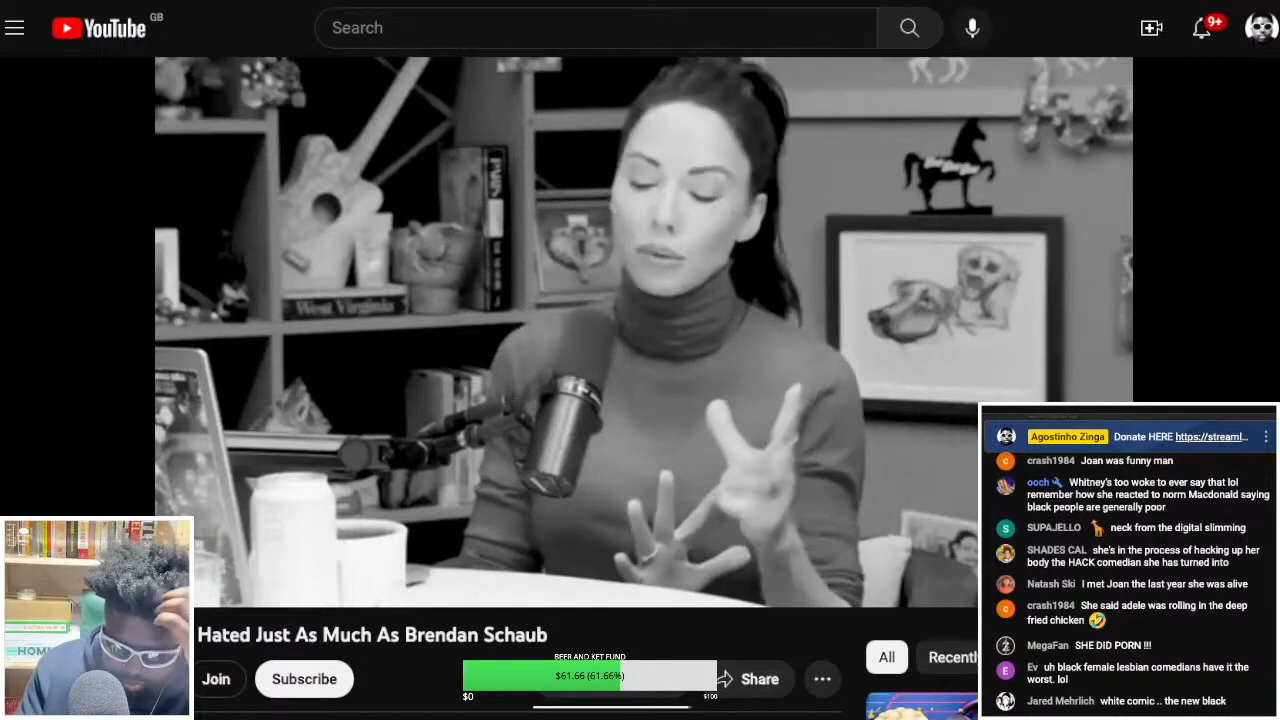 YouTube GB
Search
9+
West Virginia
Agostinho Zinga Donate HERE https://streaml...
crash1984 Joan was funny man
ooch Whitney's too woke to ever say that lol
remember how she reacted to norm Macdonald saying
black people are generally poor
SUPAJELLO neck from the digital slimming
SHADES CAL she's in the process of hacking up her
body the HACK comedian she has turned into
Natash Ski I met Joan the last year she was alive
crash1984 She said adele was rolling in the deep
fried chicken
MegaFan SHE DID PORN !!!
Ev uh black female lesbian comedians have it the
worst. lol
Jared Mehrlich white comic .. the new black
Hated Just As Much As Brendan Schaub
BEER AND KET FUND
$61.66 (61.66%)
$0
$100
Join
Subscribe
Share
All
Recently
HOME